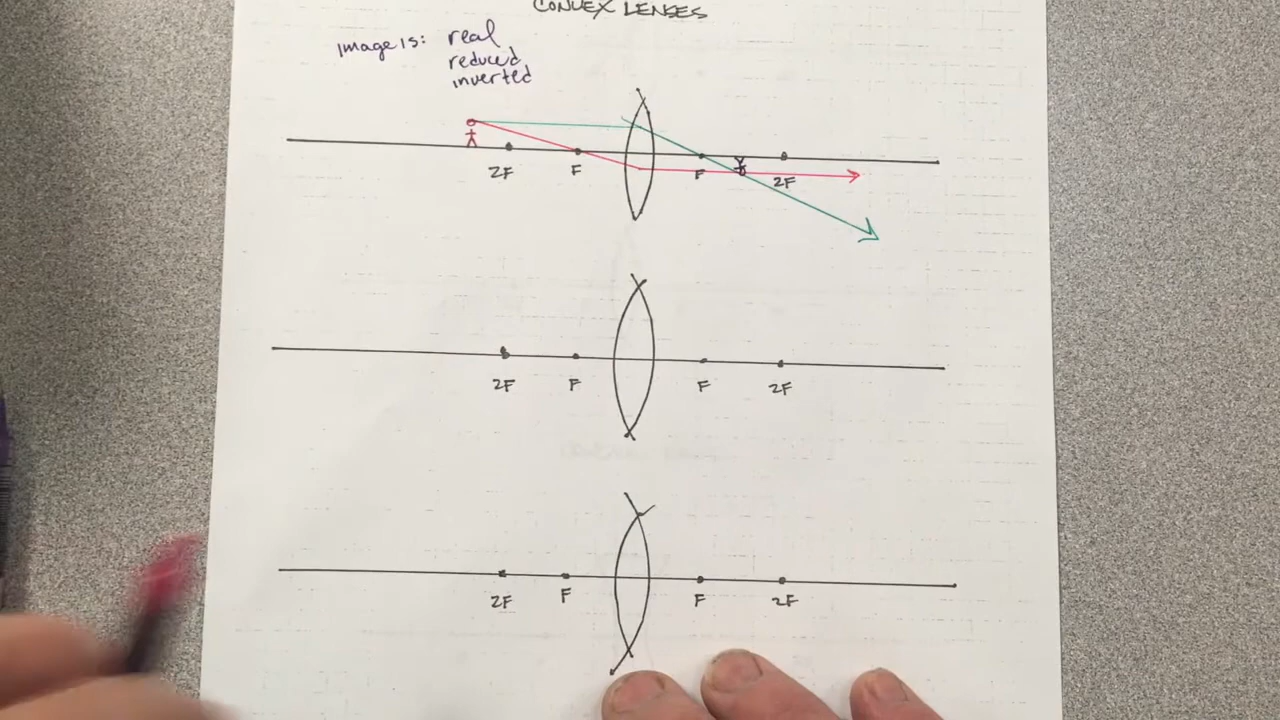 CONVEX LENSES
image is: real
reduced
inverted
2F F F 2F
2F F F 2F
2F F F 2F